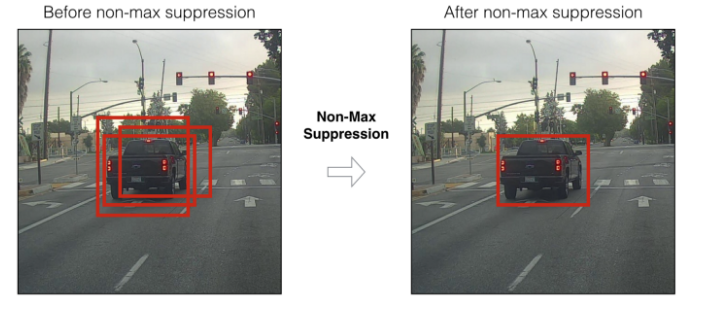 Before non-max suppression
After non-max suppression
Non-Max
Suppression